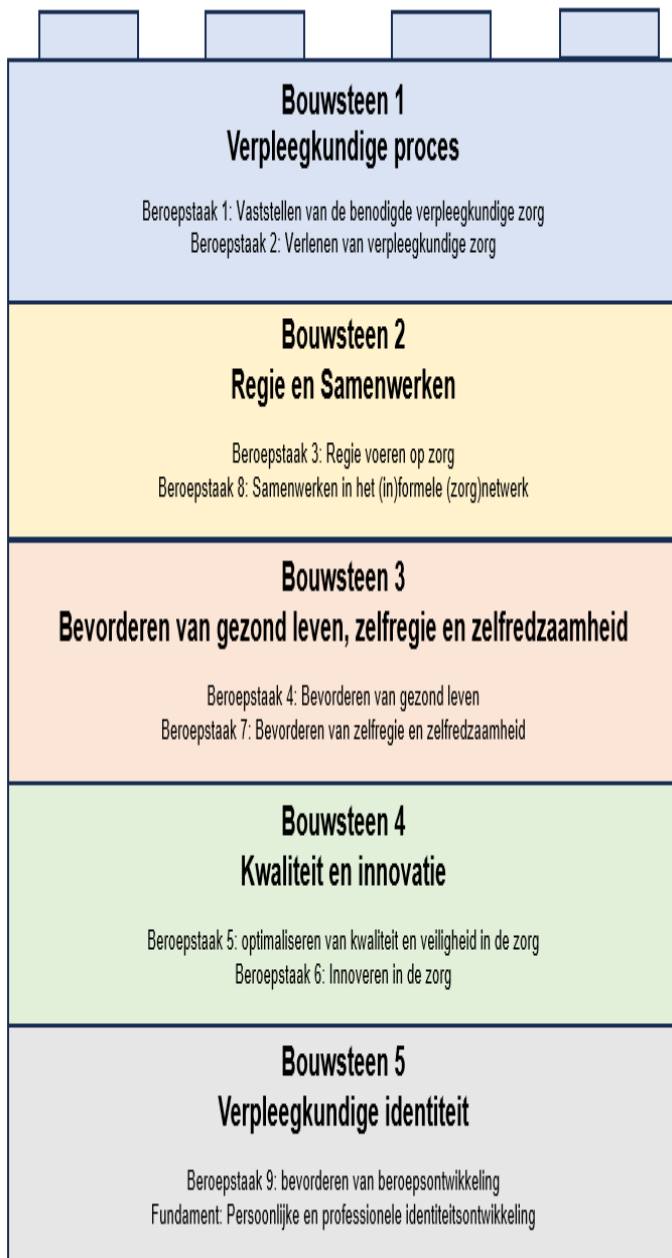 Bouwsteen 1
Verpleegkundige proces
Beroepstaak 1: Vaststellen van de benodigde verpleegkundige zorg
Beroepstaak 2: Verlenen van verpleegkundige zorg
Bouwsteen 2
Regie en Samenwerken
Beroepstaak 3: Regie voeren op zorg
Beroepstaak 8: Samenwerken in het (in)formele (zorg)netwerk
Bouwsteen 3
Bevorderen van gezond leven, zelfregie en zelfredzaamheid
Beroepstaak 4: Bevorderen van gezond leven
Beroepstaak 7: Bevorderen van zelfregie en zelfredzaamheid
Bouwsteen 4
Kwaliteit en innovatie
Beroepstaak 5: optimaliseren van kwaliteit en veiligheid in de zorg
Beroepstaak 6: Innoveren in de zorg
Bouwsteen 5
Verpleegkundige identiteit
Beroepstaak 9: bevorderen van beroepsontwikkeling
Fundament: Persoonlijke en professionele identiteitsontwikkeling